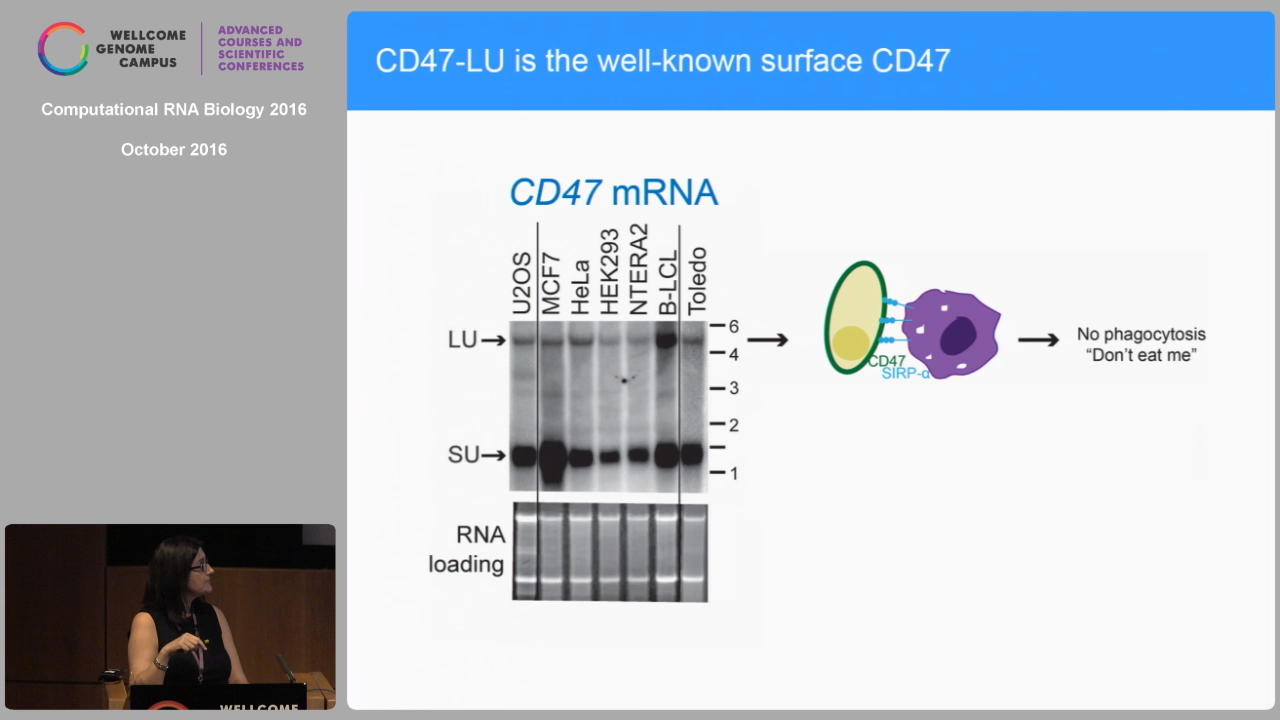 WELLCOME
GENOME
CAMPUS
ADVANCED
COURSES AND
SCIENTIFIC
CONFERENCES
Computational RNA Biology 2016
October 2016
CD47-LU is the well-known surface CD47
CD47 mRNA
U2OS
MCF7
HeLa
HEK293
NTERA2
B-LCL
Toledo
LU
SU
6
4
3
2
1
RNA
loading
CD47
SIRP-α
No phagocytosis
“Don’t eat me”
WELLCOME